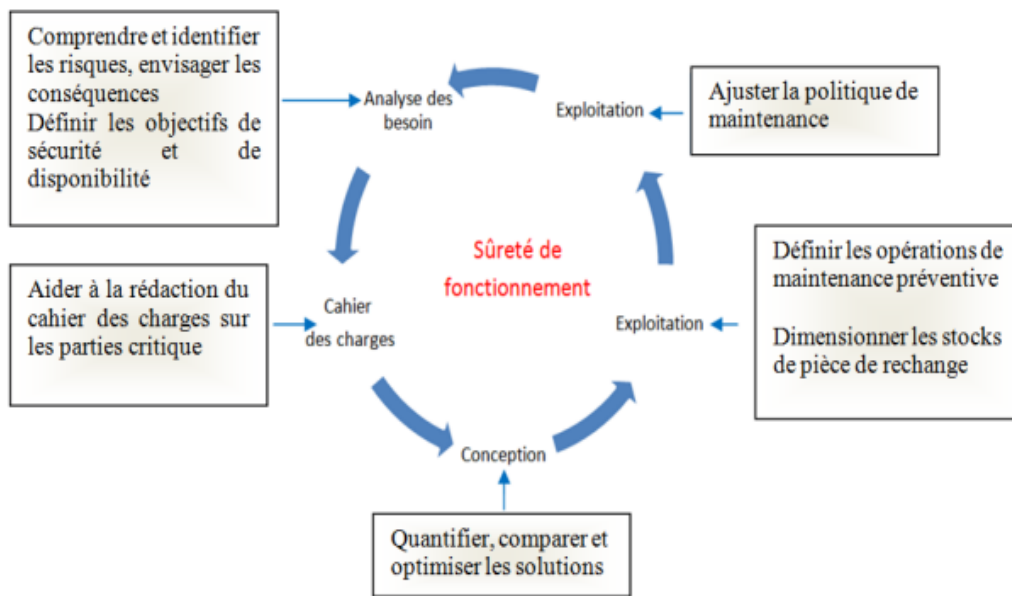 Comprendre et identifier
les risques, envisager les
conséquences
Définir les objectifs de
sécurité et de
disponibilité
Analyse des
besoin
Exploitation
Ajuster la politique de
maintenance
Sûreté de
fonctionnement
Aider à la rédaction du
cahier des charges sur
les parties critique
Cahier
des charges
Exploitation
Définir les opérations de
maintenance préventive
Dimensionner les stocks
de pièce de rechange
Conception
Quantifier, comparer et
optimiser les solutions